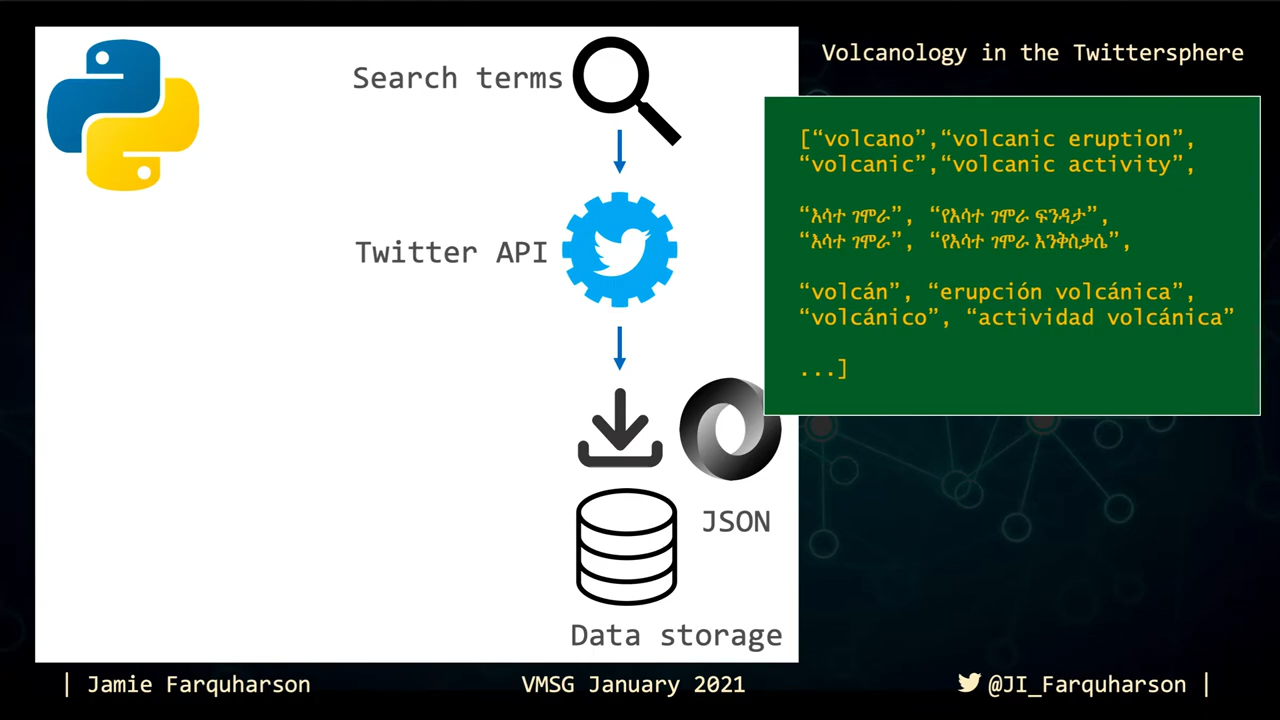 Volcanology in the Twittersphere
Search terms
Twitter API
JSON
Data storage
[“volcano”,“volcanic eruption”,
“volcanic”,“volcanic activity”,
“እሳተ ገሞራ”, “የእሳተ ገሞራ ፍንዳታ”,
“እሳተ ገሞራ”, “የእሳተ ገሞራ እንቅስቃሴ”,
“volcán”, “erupción volcánica”,
“volcánico”, “actividad volcánica”
...]
| Jamie Farquharson
VMSG January 2021
@JI_Farquharson |